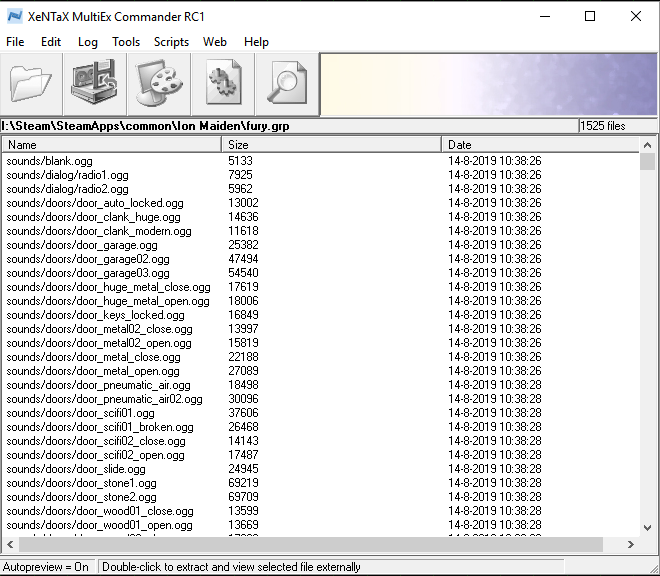 XeNTaX MultiEx Commander RC1
File Edit Log Tools Scripts Web Help
I:\Steam\SteamApps\common\Ion Maiden\fury.grp 1525 files
Name Size Date
sounds/blank.ogg 5133 14-8-2019 10:38:26
sounds/dialog/radio1.ogg 7925 14-8-2019 10:38:26
sounds/dialog/radio2.ogg 5962 14-8-2019 10:38:26
sounds/doors/door_auto_locked.ogg 13002 14-8-2019 10:38:26
sounds/doors/door_clank_huge.ogg 14636 14-8-2019 10:38:26
sounds/doors/door_clank_modern.ogg 11618 14-8-2019 10:38:26
sounds/doors/door_garage.ogg 25382 14-8-2019 10:38:26
sounds/doors/door_garage02.ogg 47494 14-8-2019 10:38:26
sounds/doors/door_garage03.ogg 54540 14-8-2019 10:38:26
sounds/doors/door_huge_metal_close.ogg 17619 14-8-2019 10:38:26
sounds/doors/door_huge_metal_open.ogg 18006 14-8-2019 10:38:26
sounds/doors/door_keys_locked.ogg 16849 14-8-2019 10:38:26
sounds/doors/door_metal02_close.ogg 13997 14-8-2019 10:38:26
sounds/doors/door_metal02_open.ogg 15819 14-8-2019 10:38:26
sounds/doors/door_metal_close.ogg 22188 14-8-2019 10:38:26
sounds/doors/door_metal_open.ogg 27089 14-8-2019 10:38:26
sounds/doors/door_pneumatic_air.ogg 18498 14-8-2019 10:38:28
sounds/doors/door_pneumatic_air02.ogg 30096 14-8-2019 10:38:28
sounds/doors/door_scifi01.ogg 37606 14-8-2019 10:38:28
sounds/doors/door_scifi01_broken.ogg 26468 14-8-2019 10:38:28
sounds/doors/door_scifi02_close.ogg 14143 14-8-2019 10:38:28
sounds/doors/door_scifi02_open.ogg 17487 14-8-2019 10:38:28
sounds/doors/door_slide.ogg 24945 14-8-2019 10:38:28
sounds/doors/door_stone1.ogg 69219 14-8-2019 10:38:28
sounds/doors/door_stone2.ogg 69709 14-8-2019 10:38:28
sounds/doors/door_wood01_close.ogg 13599 14-8-2019 10:38:28
sounds/doors/door_wood01_open.ogg 13669 14-8-2019 10:38:28
Autopreview = On Double-click to extract and view selected file externally